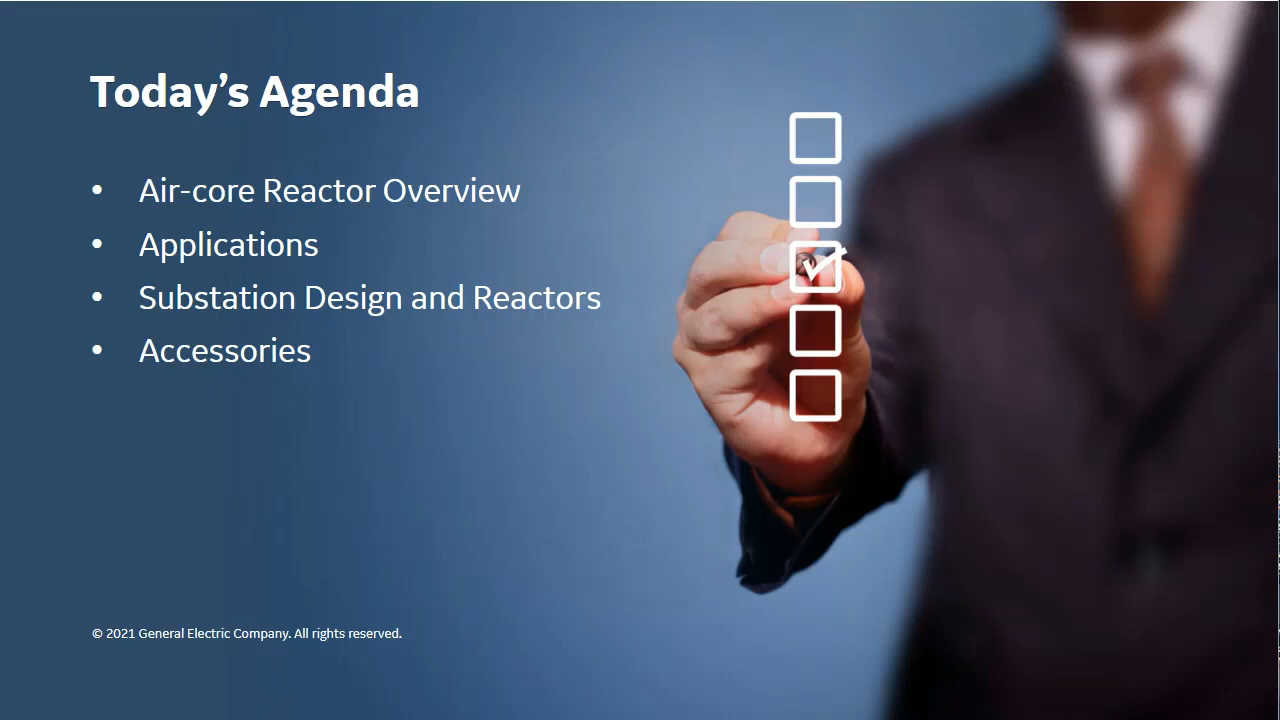 Today’s Agenda
• Air-core Reactor Overview
• Applications
• Substation Design and Reactors
• Accessories
© 2021 General Electric Company. All rights reserved.